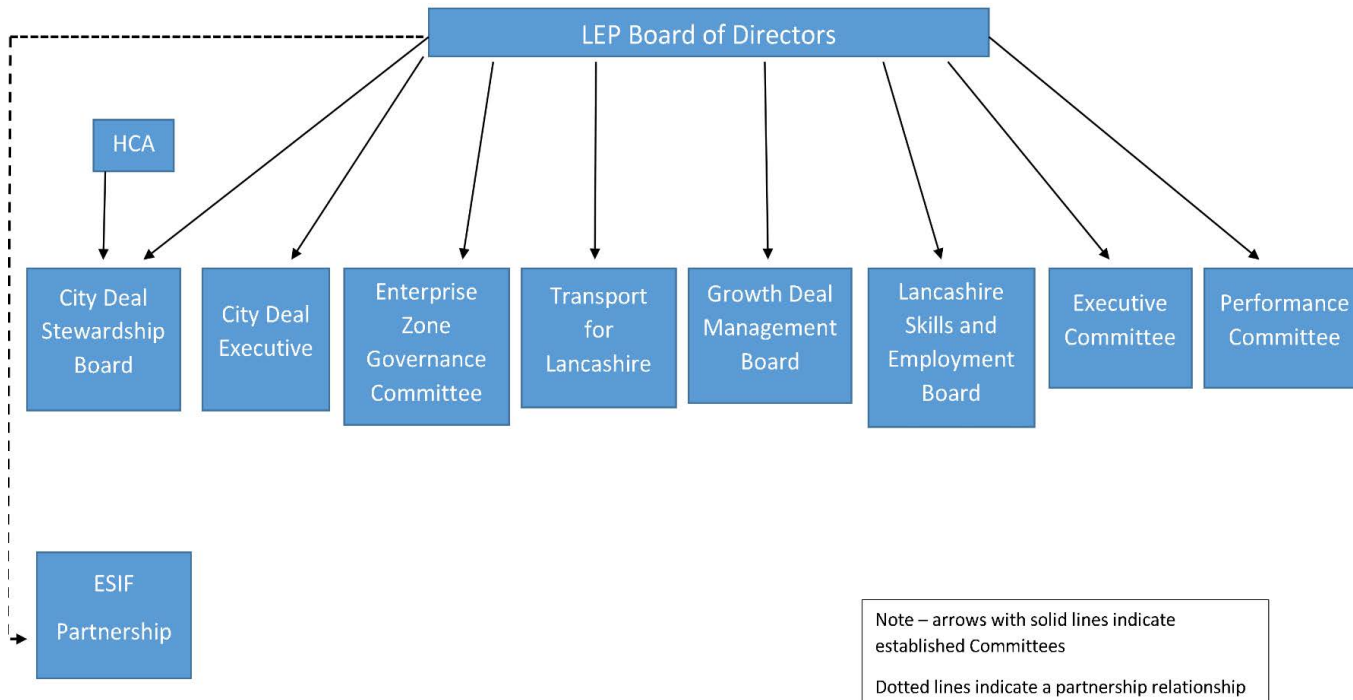 LEP Board of Directors
HCA
City Deal
Stewardship
Board
City Deal
Executive
Enterprise
Zone
Governance
Committee
Transport
for
Lancashire
Growth Deal
Management
Board
Lancashire
Skills and
Employment
Board
Executive
Committee
Performance
Committee
ESIF
Partnership
Note – arrows with solid lines indicate
established Committees
Dotted lines indicate a partnership relationship